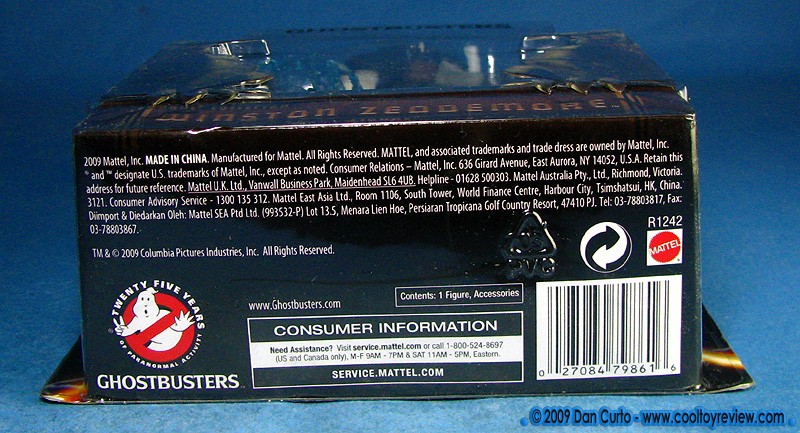 GHOSTBUSTERS
WINSTON ZEDDEMORE™
2009 Mattel, Inc. MADE IN CHINA. Manufactured for Mattel. All Rights Reserved. MATTEL, and associated trademarks and trade dress are owned by Mattel, Inc.
and ™ designate U.S. trademarks of Mattel, Inc., except as noted. Consumer Relations – Mattel, Inc. 636 Girard Avenue, East Aurora, NY 14052, U.S.A. Retain this
address for future reference. Mattel U.K. Ltd., Vanwall Business Park, Maidenhead SL6 4UB. Helpline - 01628 500303. Mattel Australia Pty., Ltd., Richmond, Victoria.
3121. Consumer Advisory Service - 1300 135 312. Mattel East Asia Ltd., Room 1106, South Tower, World Finance Centre, Harbour City, Tsimshatsui, HK, China.
Diimport & Diedarkan Oleh: Mattel SEA Ptd Ltd. (993532-P) Lot 13.5, Menara Lien Hoe, Persiaran Tropicana Golf Country Resort, 47410 PJ. Tel: 03-78803817, Fax:
03-78803867.
R1242
TM & © 2009 Columbia Pictures Industries, Inc. All Rights Reserved.
PVC
MATTEL
TWENTY FIVE YEARS
OF PARANORMAL ACTIVITY
GHOSTBUSTERS
www.Ghostbusters.com
Contents: 1 Figure, Accessories
CONSUMER INFORMATION
Need Assistance? Visit service.mattel.com or call 1-800-524-8697
(US and Canada only), M-F 9AM - 7PM & SAT 11AM - 5PM, Eastern.
SERVICE.MATTEL.COM
0 27084 79861 6
© 2009 Dan Curto - www.cooltoyreview.com